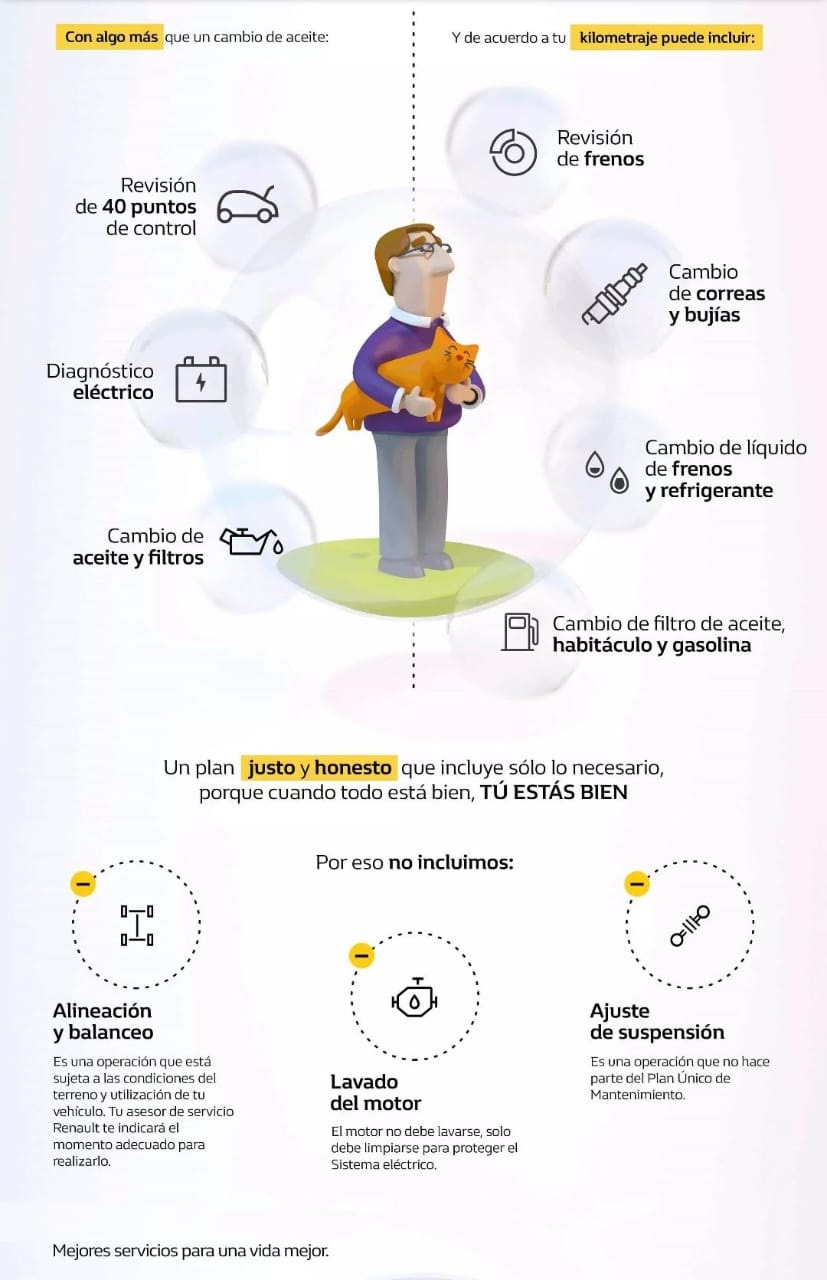 Con algo más que un cambio de aceite:
Y de acuerdo a tu kilometraje puede incluir:
Revisión
de 40 puntos
de control
Diagnóstico
eléctrico
Cambio de
aceite y filtros
Revisión
de frenos
Cambio
de correas
y bujías
Cambio de líquido
de frenos
y refrigerante
Cambio de filtro de aceite,
habitáculo y gasolina
Un plan justo y honesto que incluye sólo lo necesario,
porque cuando todo está bien, TÚ ESTÁS BIEN
Por eso no incluimos:
Alineación
y balanceo
Es una operación que está
sujeta a las condiciones del
terreno y utilización de tu
vehículo. Tu asesor de servicio
Renault te indicará el
momento adecuado para
realizarlo.
Lavado
del motor
El motor no debe lavarse, solo
debe limpiarse para proteger el
Sistema eléctrico.
Ajuste
de suspensión
Es una operación que no hace
parte del Plan Único de
Mantenimiento.
Mejores servicios para una vida mejor.